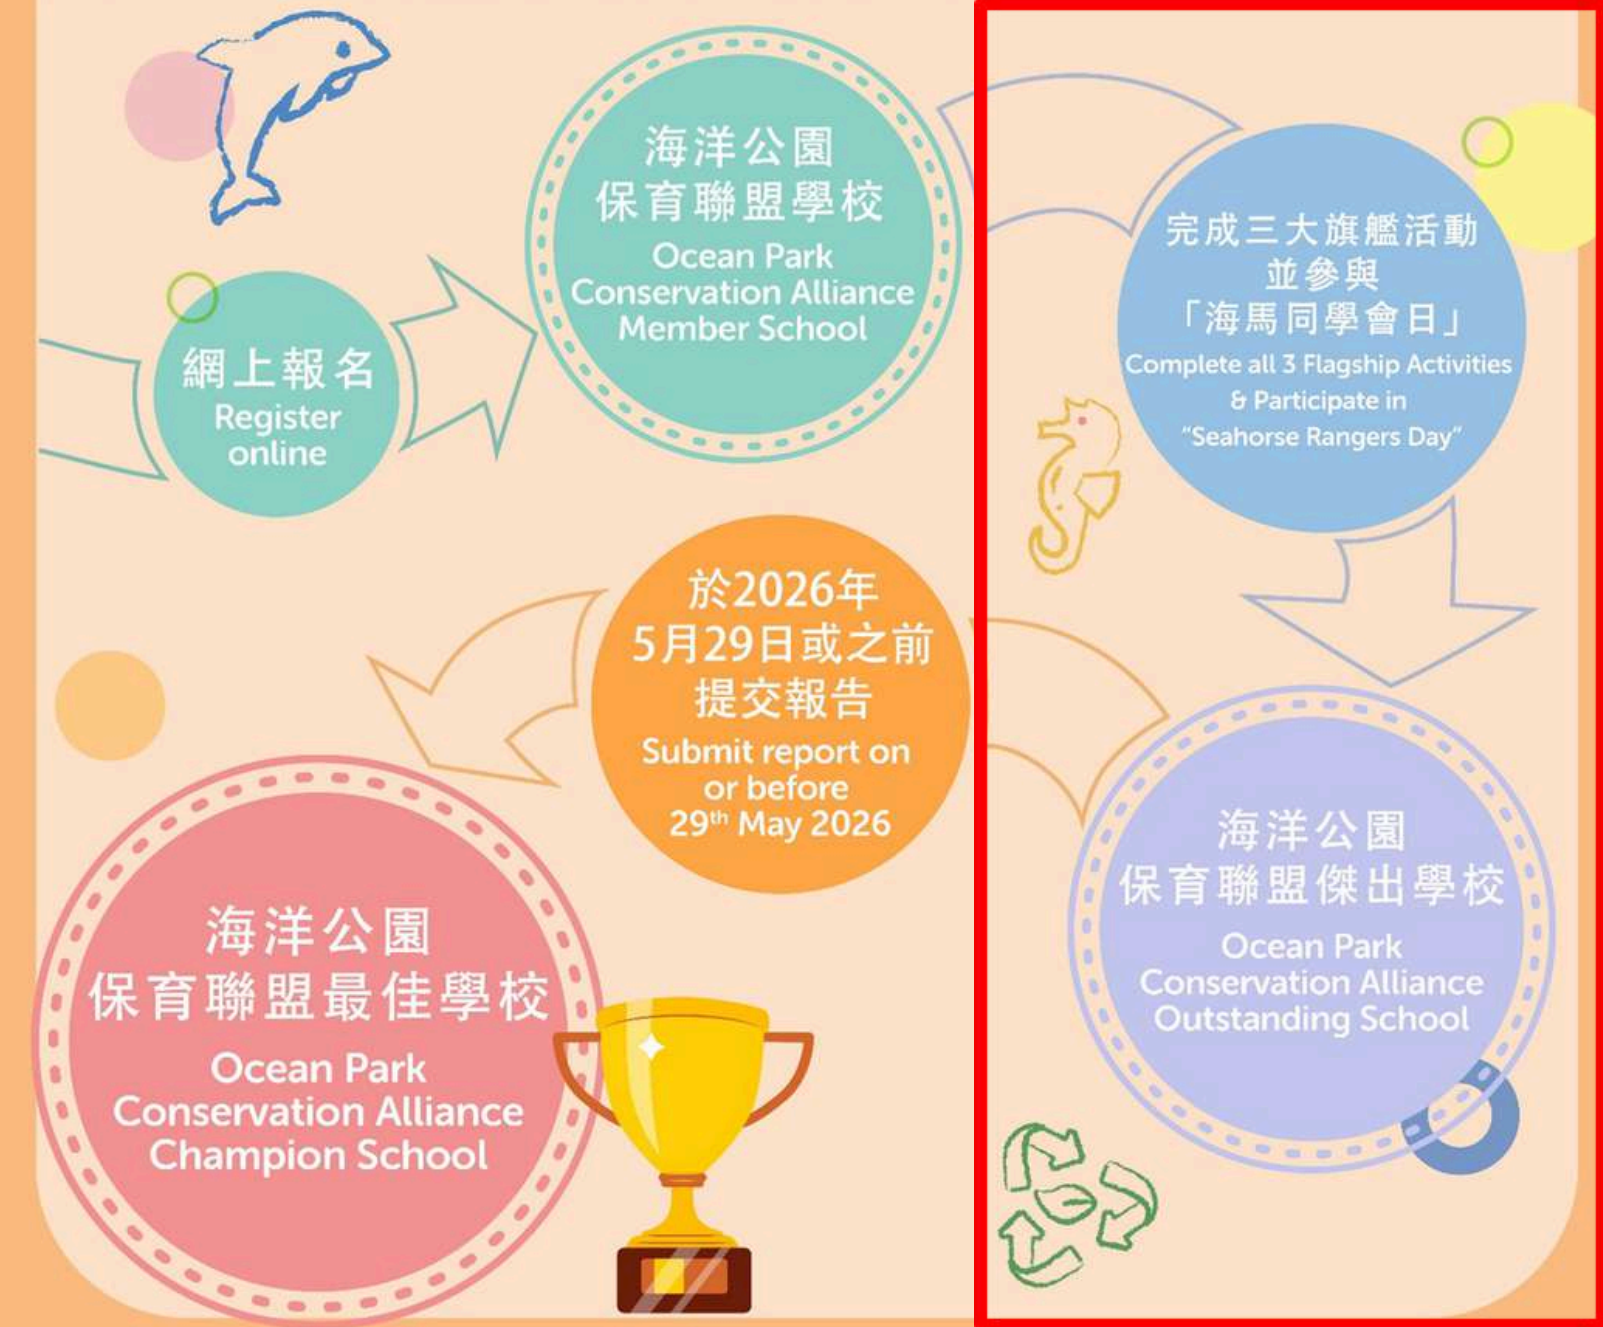 網上報名
Register
online
海洋公園
保育聯盟學校
Ocean Park
Conservation Alliance
Member School
完成三大旗艦活動
並參與
「海馬同學會日」
Complete all 3 Flagship Activities
& Participate in
“Seahorse Rangers Day”
海洋公園
保育聯盟傑出學校
Ocean Park
Conservation Alliance
Outstanding School
於2026年
5月29日或之前
提交報告
Submit report on
or before
29th May 2026
海洋公園
保育聯盟最佳學校
Ocean Park
Conservation Alliance
Champion School